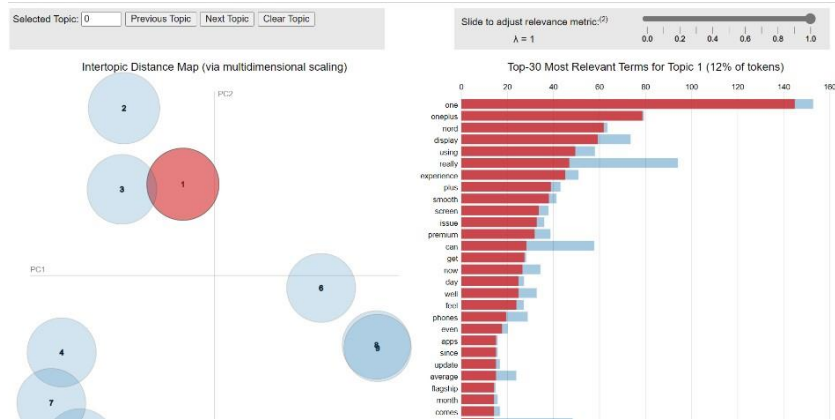 Selected Topic: 0 Previous Topic Next Topic Clear Topic
Slide to adjust relevance metric:(2)
λ = 1
0.0 0.2 0.4 0.6 0.8 1.0
Intertopic Distance Map (via multidimensional scaling)
PC2
PC1
2
3
1
6
4
7
Top-30 Most Relevant Terms for Topic 1 (12% of tokens)
0 20 40 60 80 100 120 140 160
one
oneplus
nord
display
using
really
experience
plus
smooth
screen
issue
premium
can
get
now
day
well
feel
phones
even
apps
since
update
average
flagship
month
comes